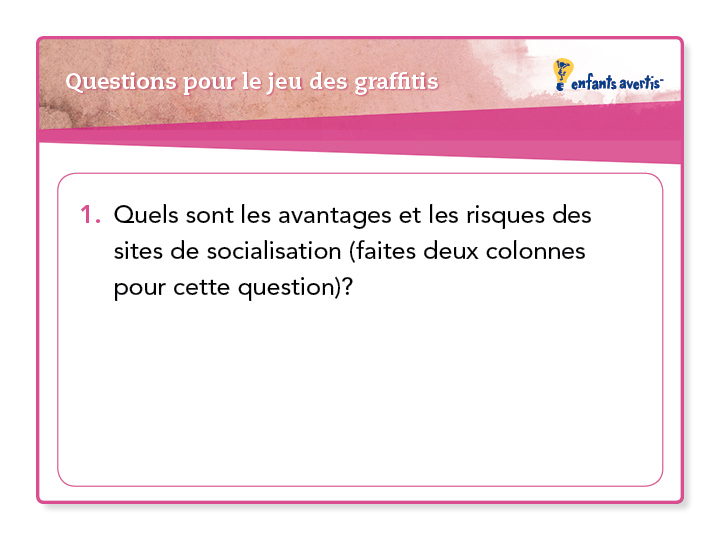 Questions pour le jeu des graffitis
enfants avertis™
1. Quels sont les avantages et les risques des
sites de socialisation (faites deux colonnes
pour cette question)?